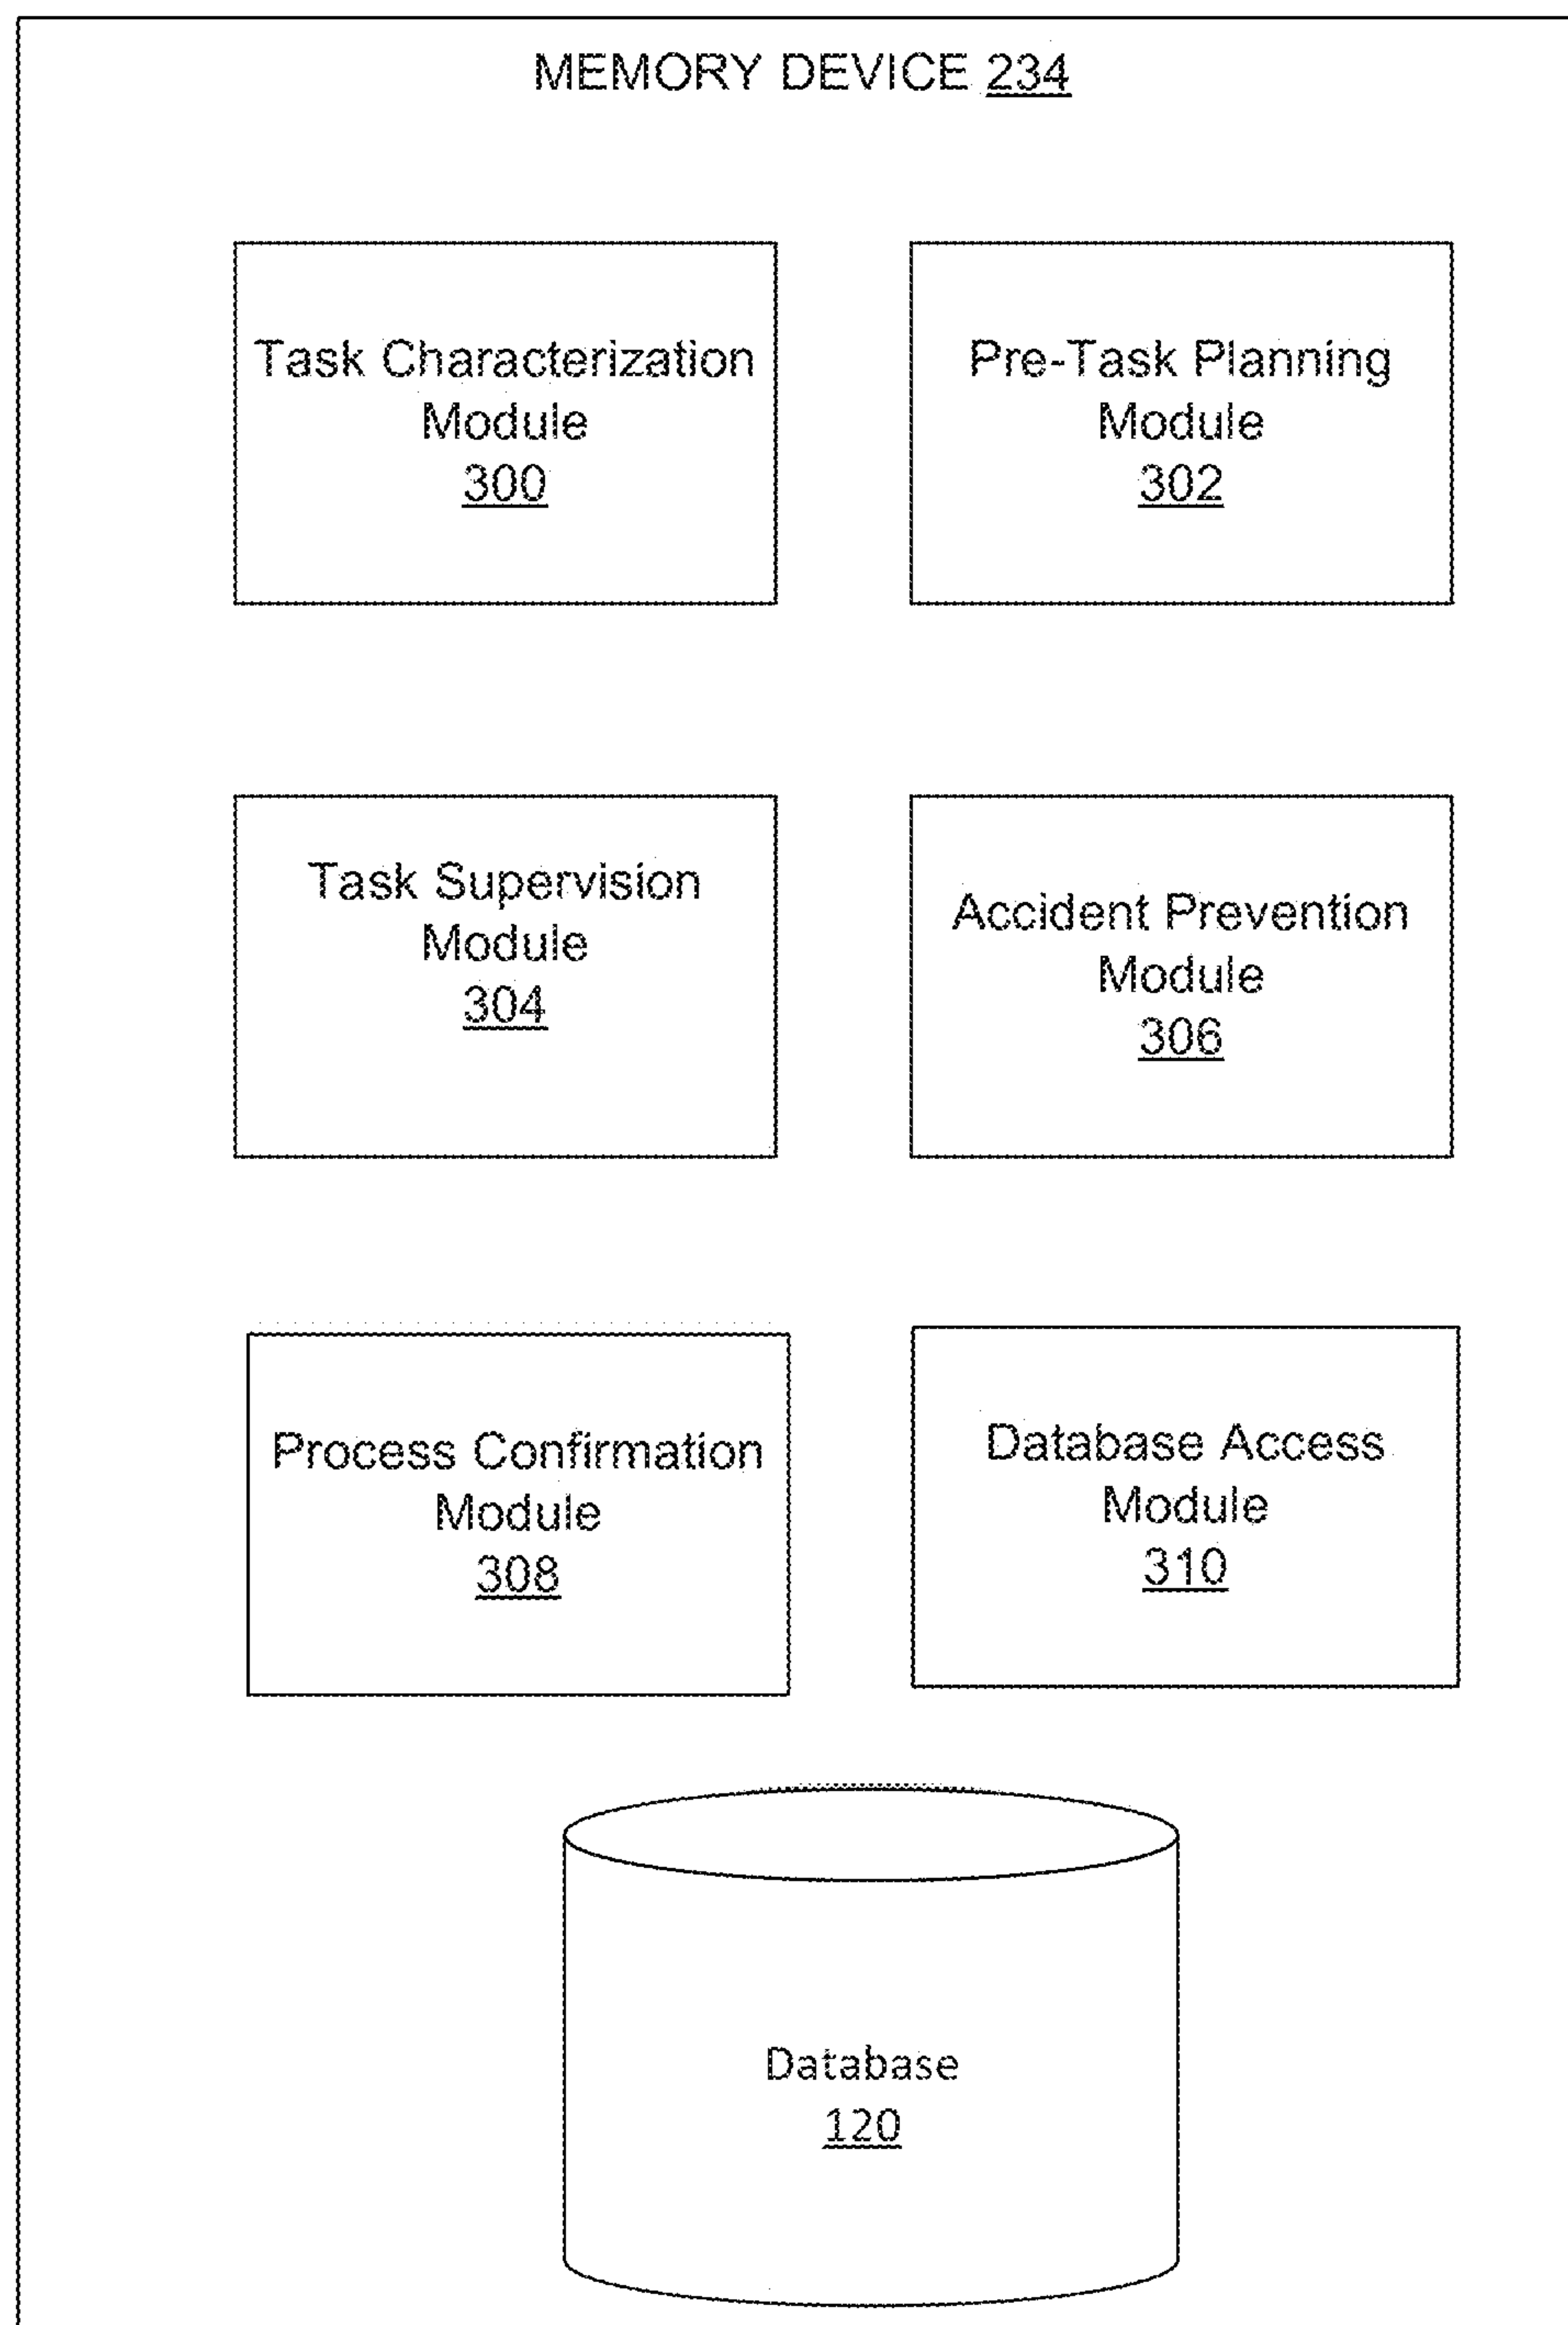 MEMORY DEVICE 234
Task Characterization
Module
300
Pre-Task Planning
Module
302
Task Supervision
Module
304
Accident Prevention
Module
306
Process Confirmation
Module
308
Database Access
Module
310
Database
120